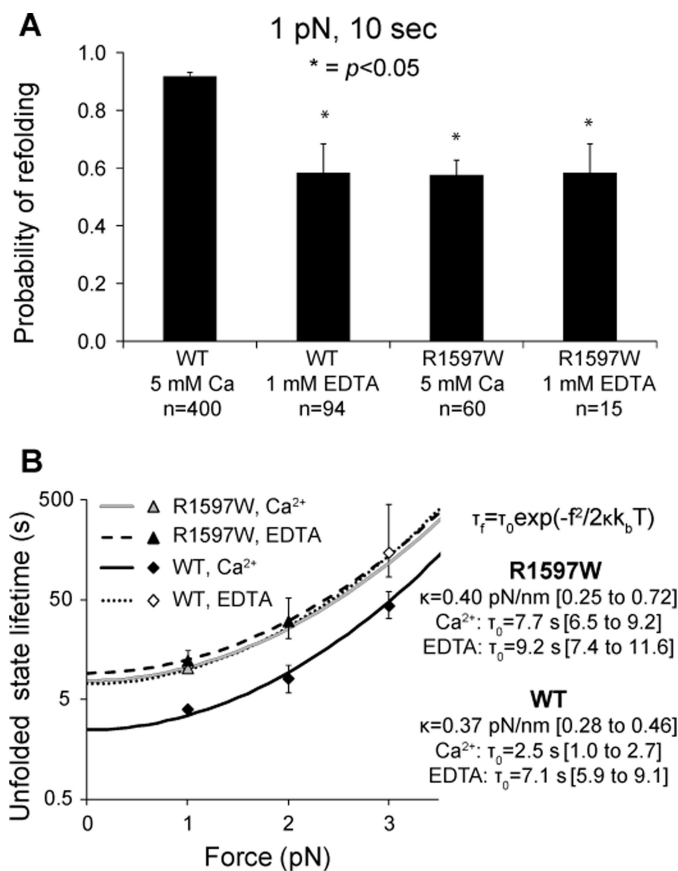 A
1 pN, 10 sec
* = p<0.05
Probability of refolding
1.0
0.8
0.6
0.4
0.2
0.0
*
*
*
WT
5 mM Ca
n=400
WT
1 mM EDTA
n=94
R1597W
5 mM Ca
n=60
R1597W
1 mM EDTA
n=15
B
Unfolded state lifetime (s)
500
50
5
0.5
0
1
2
3
Force (pN)
R1597W, Ca²⁺
R1597W, EDTA
WT, Ca²⁺
WT, EDTA
τf=τ₀exp(-f²/2κkbT)
R1597W
κ=0.40 pN/nm [0.25 to 0.72]
Ca²⁺: τ₀=7.7 s [6.5 to 9.2]
EDTA: τ₀=9.2 s [7.4 to 11.6]
WT
κ=0.37 pN/nm [0.28 to 0.46]
Ca²⁺: τ₀=2.5 s [1.0 to 2.7]
EDTA: τ₀=7.1 s [5.9 to 9.1]